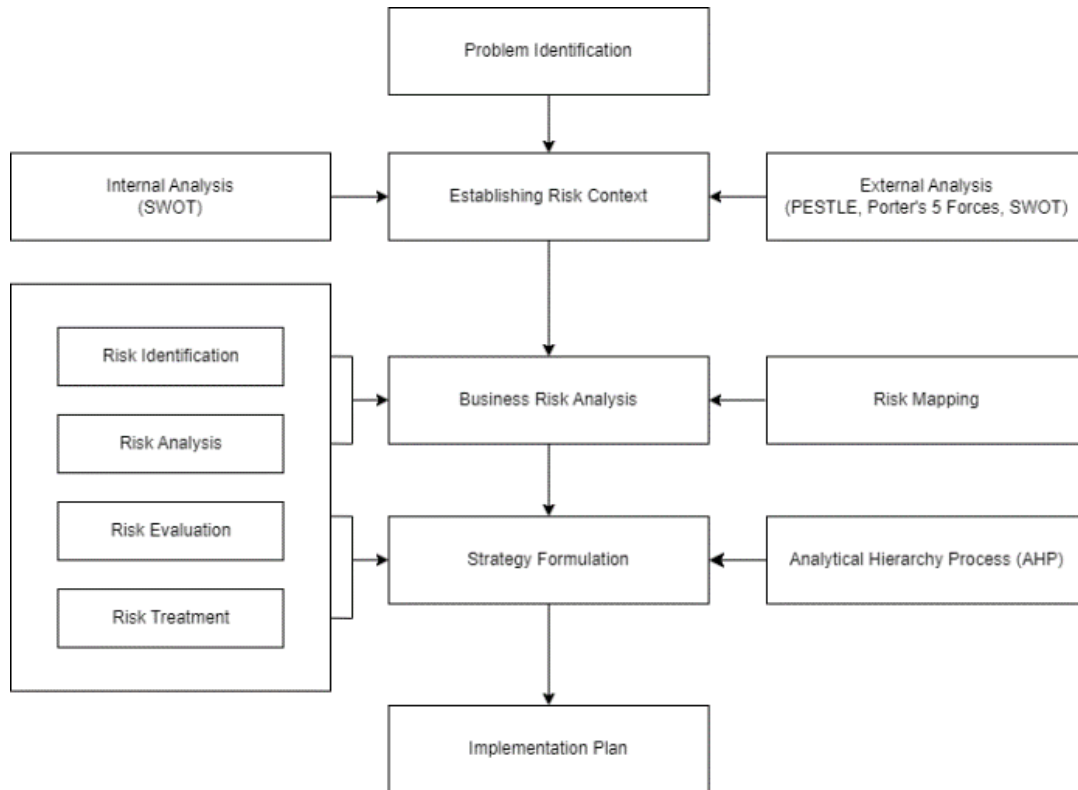 Problem Identification
Internal Analysis
(SWOT)
Establishing Risk Context
External Analysis
(PESTLE, Porter's 5 Forces, SWOT)
Risk Identification
Risk Analysis
Business Risk Analysis
Risk Mapping
Risk Evaluation
Risk Treatment
Strategy Formulation
Analytical Hierarchy Process (AHP)
Implementation Plan